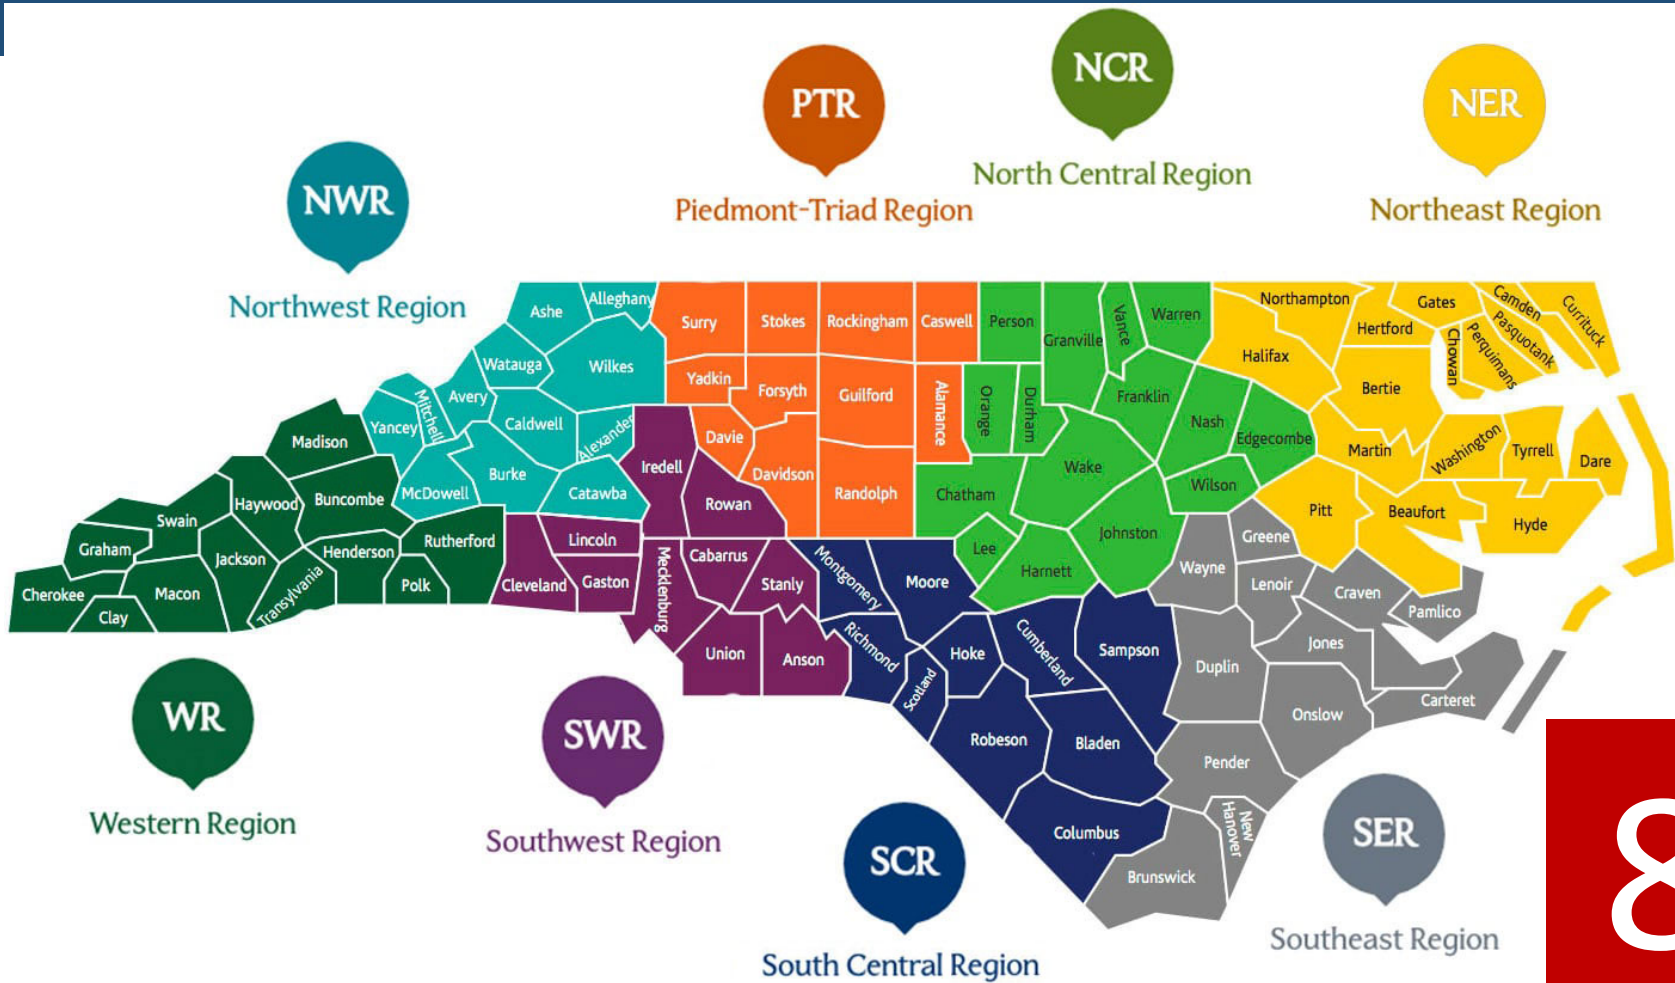 NCR
North Central Region
PTR
Piedmont-Triad Region
NER
Northeast Region
NWR
Northwest Region
Ashe
Alleghany
Surry
Stokes
Rockingham
Caswell
Person
Granville
Vance
Warren
Northampton
Gates
Camden
Currituck
Hertford
Pasquotank
Perquimans
Chowan
Halifax
Watauga
Wilkes
Yadkin
Forsyth
Guilford
Alamance
Orange
Durham
Franklin
Bertie
Avery
Mitchell
Yancey
Caldwell
Alexander
Davie
Nash
Edgecombe
Madison
Iredell
Davidson
Randolph
Chatham
Wake
Wilson
Martin
Washington
Tyrrell
Dare
Burke
McDowell
Catawba
Rowan
Buncombe
Haywood
Swain
Pitt
Beaufort
Hyde
Graham
Jackson
Henderson
Rutherford
Lincoln
Cabarrus
Stanly
Montgomery
Moore
Lee
Harnett
Johnston
Wayne
Greene
Lenoir
Craven
Pamlico
Cherokee
Macon
Clay
Transylvania
Polk
Cleveland
Gaston
Mecklenburg
Union
Anson
Richmond
Scotland
Hoke
Cumberland
Sampson
Duplin
Jones
Onslow
Carteret
Robeson
Bladen
Pender
Columbus
Brunswick
New
Hanover
WR
Western Region
SWR
Southwest Region
SCR
South Central Region
SER
Southeast Region
8